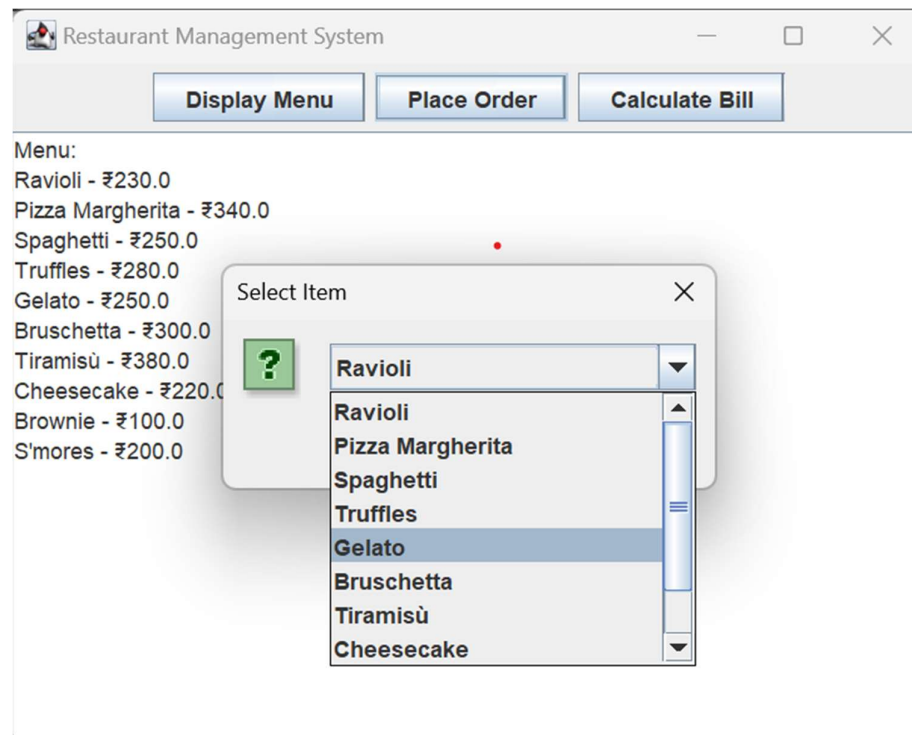 Restaurant Management System
Display Menu Place Order Calculate Bill
Menu:
Ravioli - ₹230.0
Pizza Margherita - ₹340.0
Spaghetti - ₹250.0
Truffles - ₹280.0
Gelato - ₹250.0
Bruschetta - ₹300.0
Tiramisù - ₹380.0
Cheesecake - ₹220.0
Brownie - ₹100.0
S'mores - ₹200.0
Select Item
?
Ravioli
Ravioli
Pizza Margherita
Spaghetti
Truffles
Gelato
Bruschetta
Tiramisù
Cheesecake